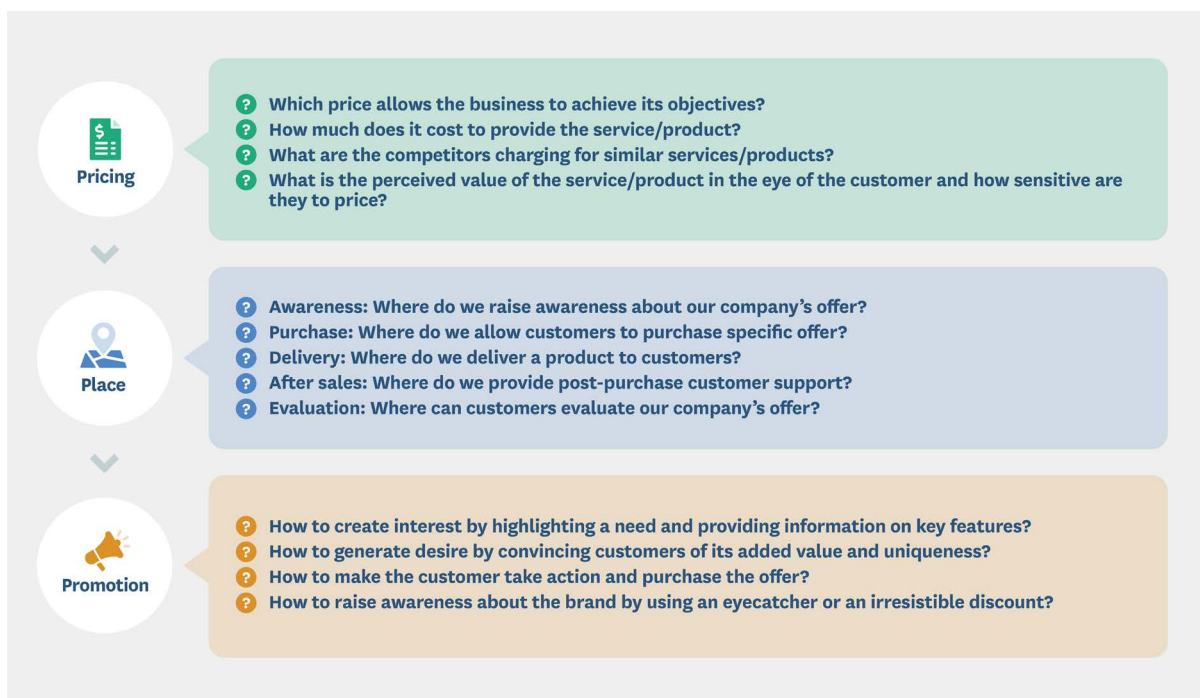 $
Pricing
? Which price allows the business to achieve its objectives?
? How much does it cost to provide the service/product?
? What are the competitors charging for similar services/products?
? What is the perceived value of the service/product in the eye of the customer and how sensitive are
they to price?
Place
? Awareness: Where do we raise awareness about our company’s offer?
? Purchase: Where do we allow customers to purchase specific offer?
? Delivery: Where do we deliver a product to customers?
? After sales: Where do we provide post-purchase customer support?
? Evaluation: Where can customers evaluate our company’s offer?
Promotion
? How to create interest by highlighting a need and providing information on key features?
? How to generate desire by convincing customers of its added value and uniqueness?
? How to make the customer take action and purchase the offer?
? How to raise awareness about the brand by using an eyecatcher or an irresistible discount?